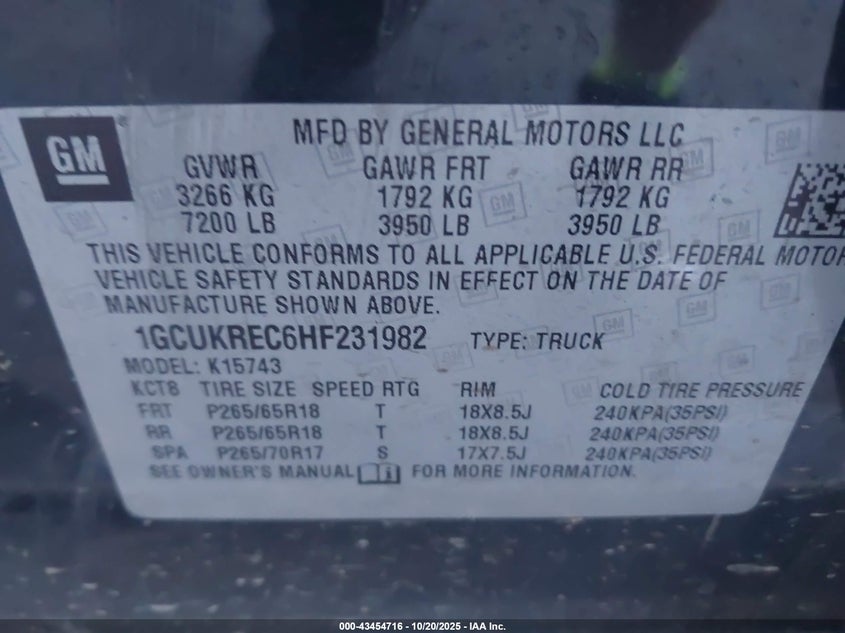 GM
MFD BY GENERAL MOTORS LLC
GVWR GAWR FRT GAWR RR
3266 KG 1792 KG 1792 KG
7200 LB 3950 LB 3950 LB
THIS VEHICLE CONFORMS TO ALL APPLICABLE U.S. FEDERAL MOTOR
VEHICLE SAFETY STANDARDS IN EFFECT ON THE DATE OF
MANUFACTURE SHOWN ABOVE.
1GCUKREC6HF231982 TYPE: TRUCK
MODEL: K15743
KCT8 TIRE SIZE SPEED RTG RIM COLD TIRE PRESSURE
FRT P265/65R18 T 18X8.5J 240KPA(35PSI)
RR P265/65R18 T 18X8.5J 240KPA(35PSI)
SPA P265/70R17 S 17X7.5J 240KPA(35PSI)
SEE OWNER'S MANUAL FOR MORE INFORMATION.
000-43454716 - 10/20/2025 - IAA Inc.